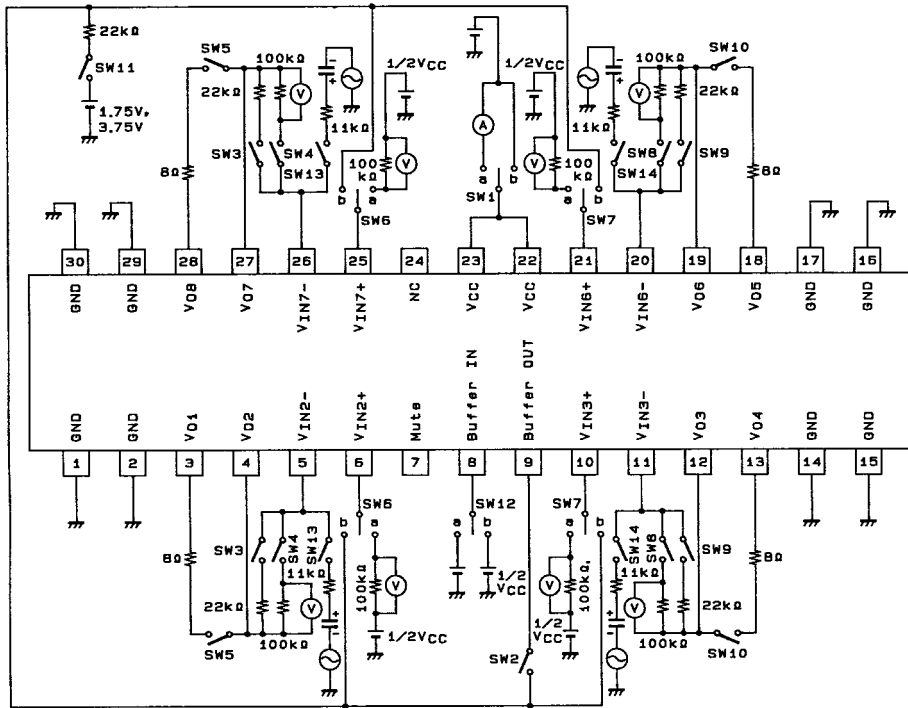 22kΩ
SW11
1.75V,
3.75V
SW5
100kΩ
22kΩ
V
SW3
SW4
SW13
11kΩ
8Ω
- +
1/2VCC
100
kΩ
V
b a
SW6
A
a b
SW1
1/2VCC
100
kΩ
V
a b
SW7
- +
11kΩ
100kΩ
V
22kΩ
SW10
SW8
SW14
SW9
8Ω
30 29 28 27 26 25 24 23 22 21 20 19 18 17 16
GND GND VO8 VO7 VIN7- VIN7+ NC VCC VCC VIN6+ VIN6- VO6 VO5 GND GND
GND GND VO1 VO2 VIN2- VIN2+ Mute Buffer IN Buffer OUT VIN3+ VIN3- VO3 VO4 GND GND
1 2 3 4 5 6 7 8 9 10 11 12 13 14 15
8Ω
SW3
SW4
SW13
11kΩ
22kΩ
V
100kΩ
SW5
+ -
SW6
b a
100kΩ
V
1/2VCC
SW12
a b
1/2
VCC
SW2
SW7
a b
V
100kΩ
1/2
VCC
SW14
SW8
SW9
11kΩ
+ -
V
22kΩ
100kΩ
8Ω
SW10